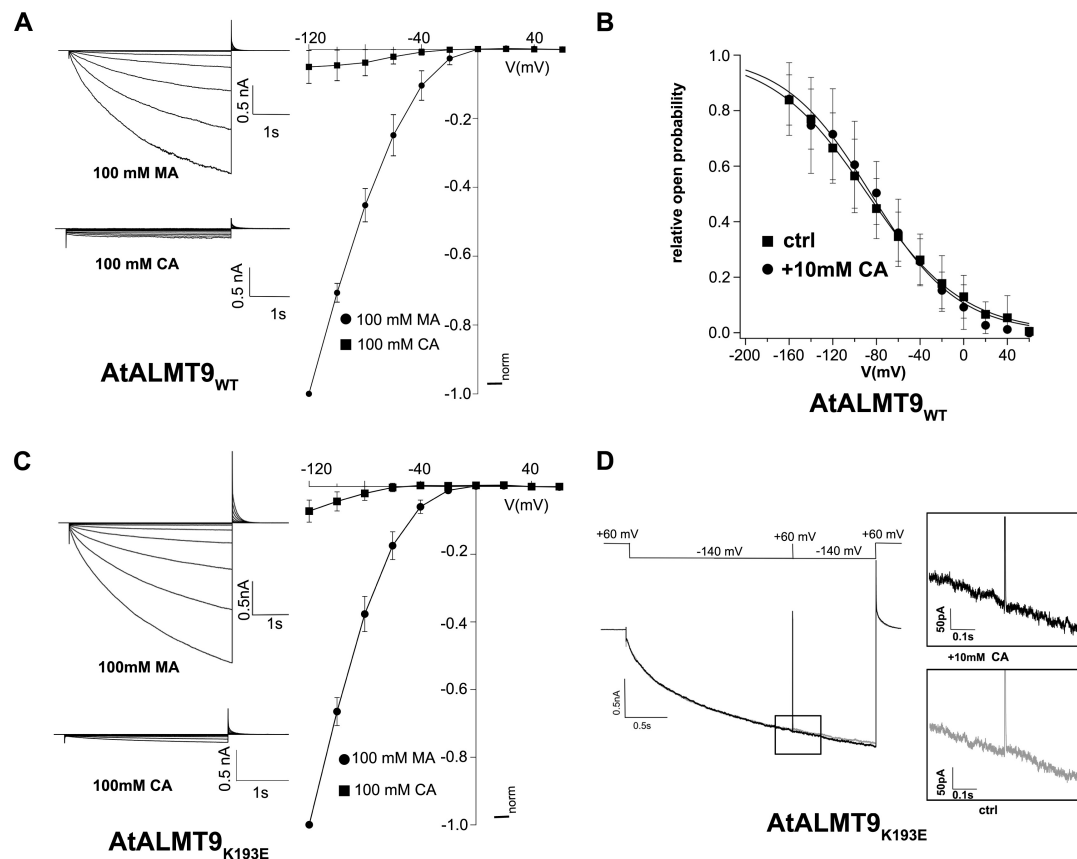 A
0.5 nA
1s
100 mM MA
100 mM CA
0.5 nA
1s
AtALMT9WT
-120
-40
40
V(mV)
-0.2
-0.4
-0.6
-0.8
-1.0
Inorm
100 mM MA
100 mM CA
B
relative open probability
1.0
0.8
0.6
0.4
0.2
0.0
ctrl
+10mM CA
-200
-160
-120
-80
-40
0
40
V(mV)
AtALMT9WT
C
0.5nA
1s
100mM MA
100mM CA
0.5 nA
1s
AtALMT9K193E
-120
-40
40
V(mV)
-0.2
-0.4
-0.6
-0.8
-1.0
Inorm
100 mM MA
100 mM CA
D
+60 mV
-140 mV
+60 mV
-140 mV
+60 mV
0.5nA
0.5s
50pA
0.1s
+10mM CA
50pA
0.1s
ctrl
AtALMT9K193E